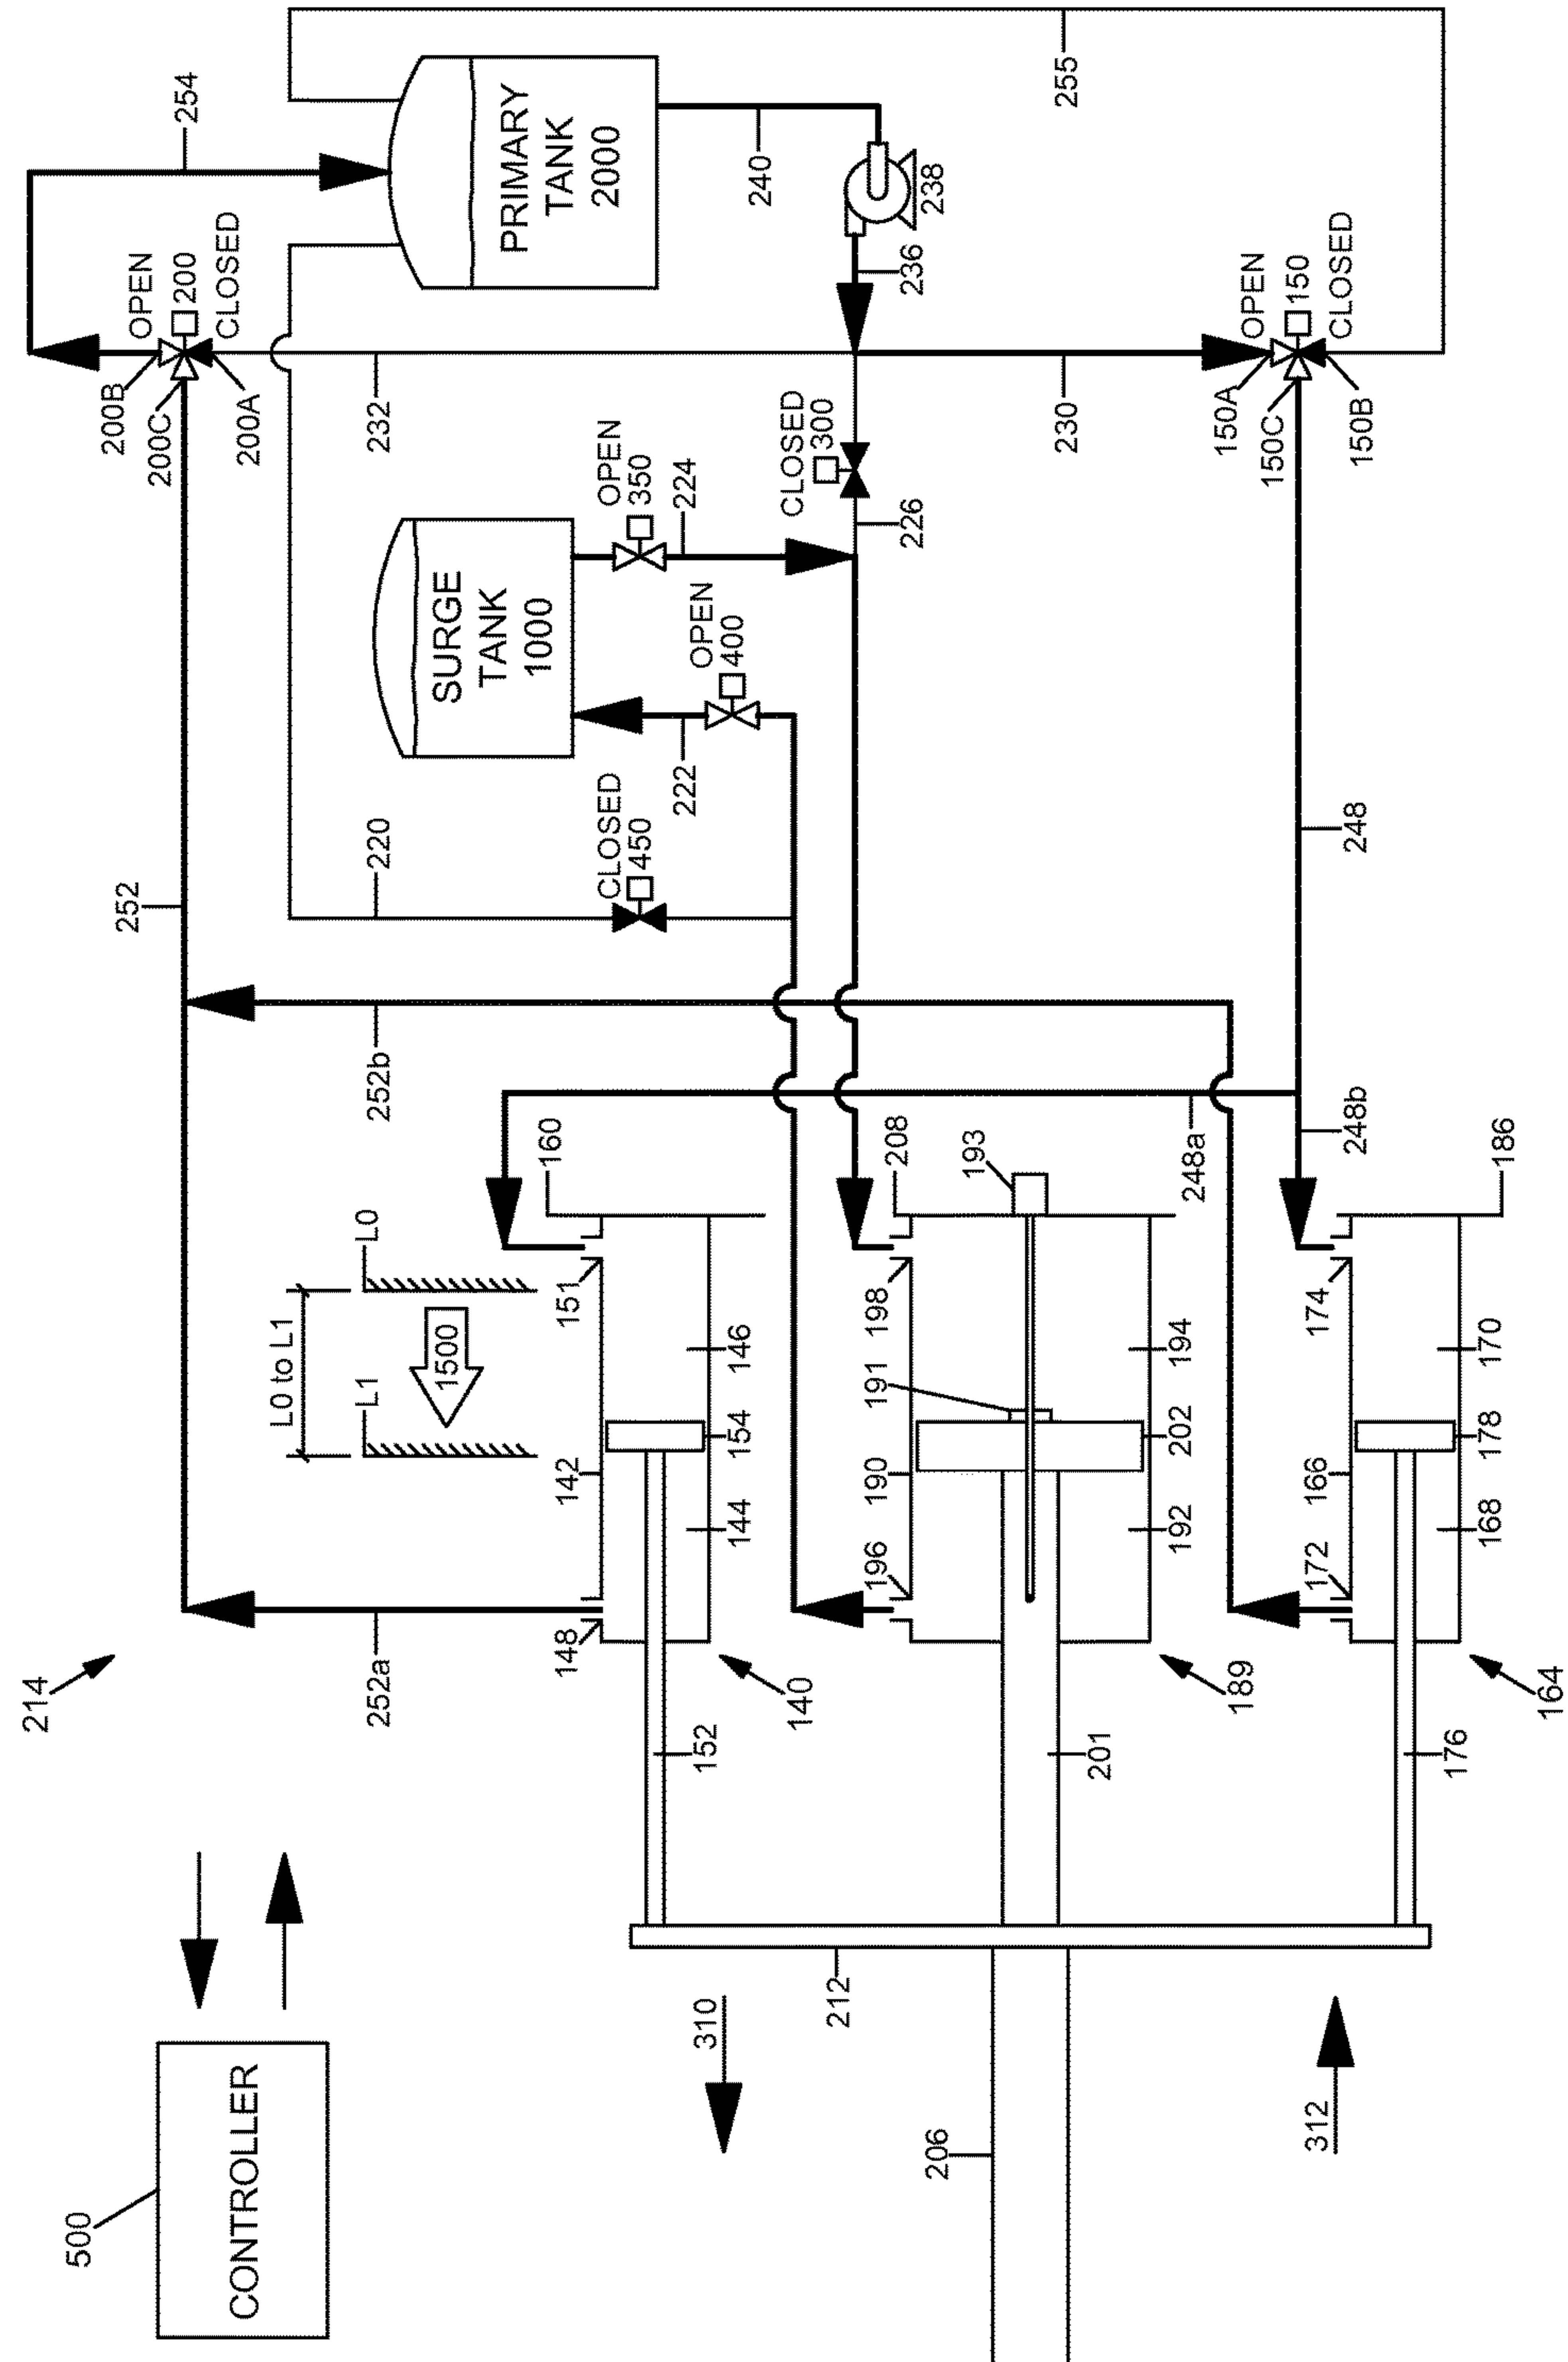 254
255
OPEN
200
CLOSED
200B
200C
200A
PRIMARY
TANK
2000
240
238
236
232
OPEN
150
CLOSED
150A
150C
150B
230
CLOSED
300
226
OPEN
350
224
SURGE
TANK
1000
OPEN
400
222
CLOSED
450
220
252
248
252b
248a
248b
160
208
193
186
L0
L1
L0 to L1
1500
151
198
174
146
194
170
191
154
202
178
142
190
166
144
192
168
148
196
172
252a
214
140
189
164
152
201
176
212
310
312
206
500
CONTROLLER